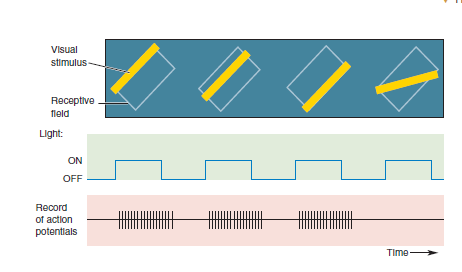 Visual
stimulus
Receptive
field
Light:
ON
OFF
Record
of action
potentials
Time